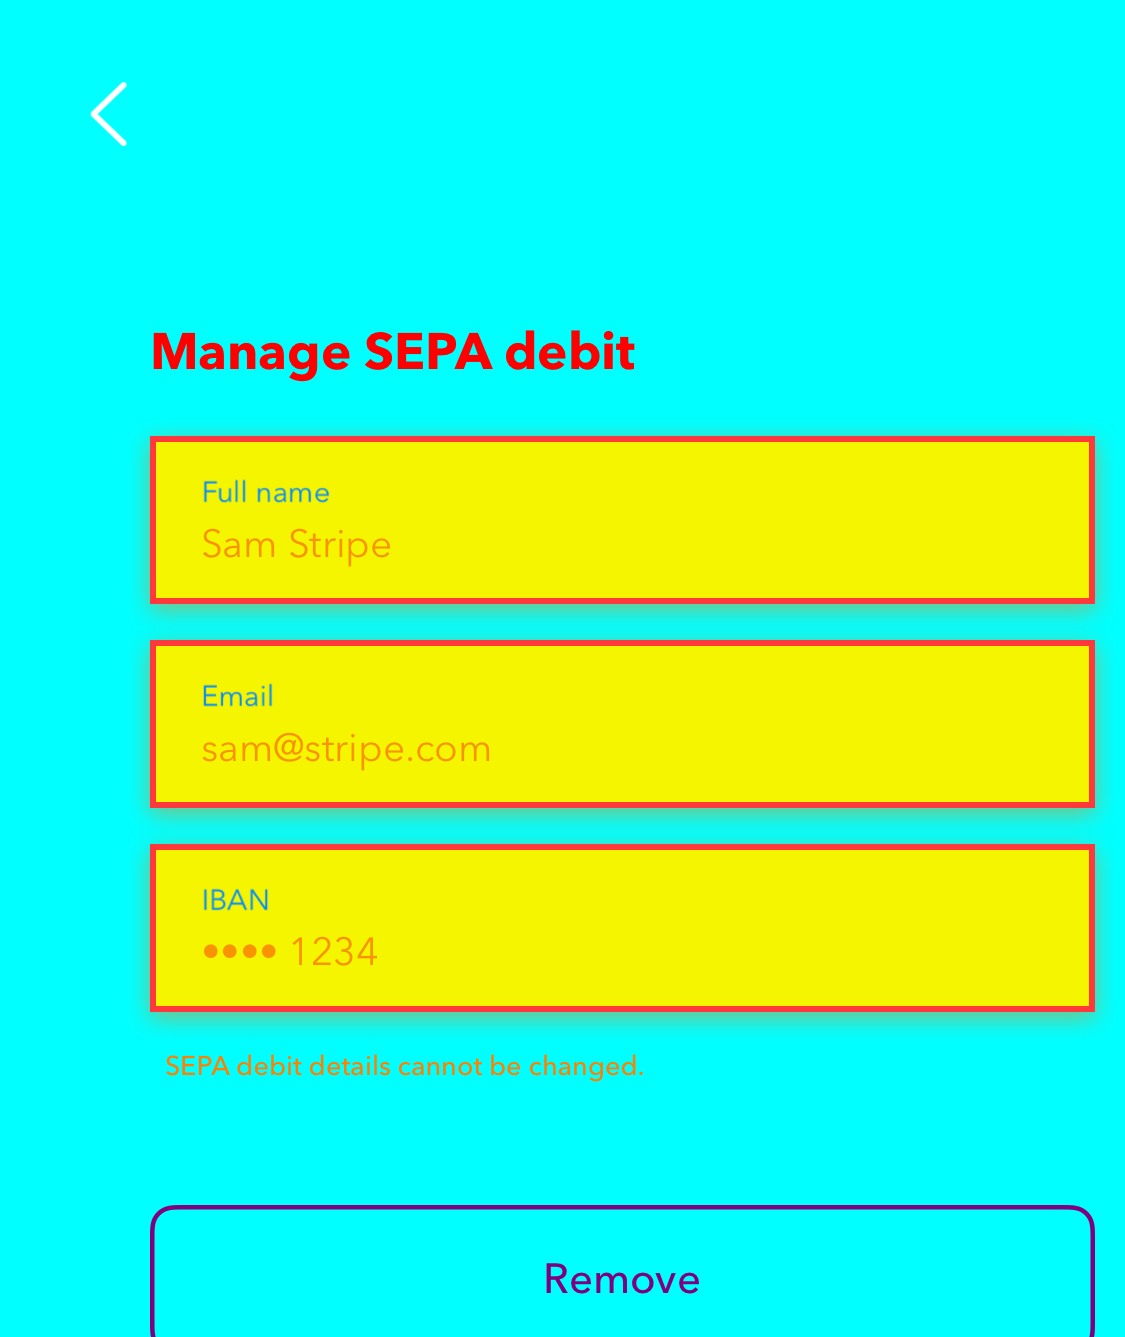 Manage SEPA debit
Full name
Sam Stripe
Email
sam@stripe.com
IBAN
•••• 1234
SEPA debit details cannot be changed.
Remove